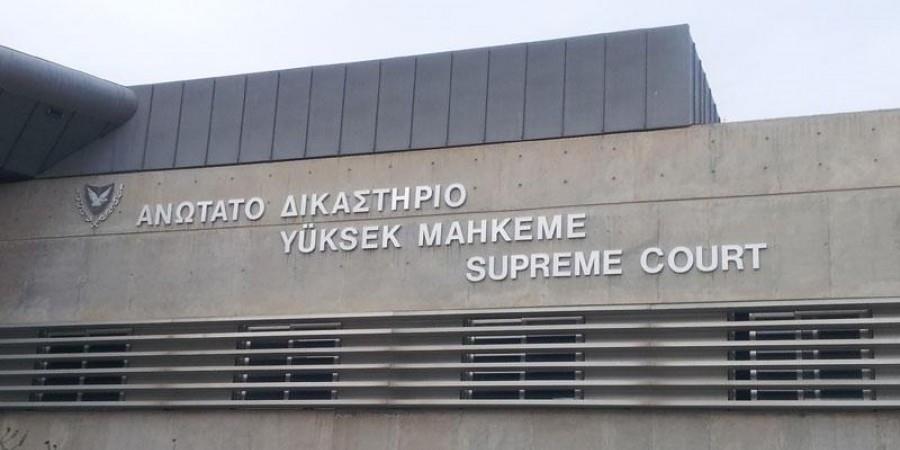 ΑΝΩΤΑΤΟ ΔΙΚΑΣΤΗΡΙΟ
YÜKSEK MAHKEME
SUPREME COURT